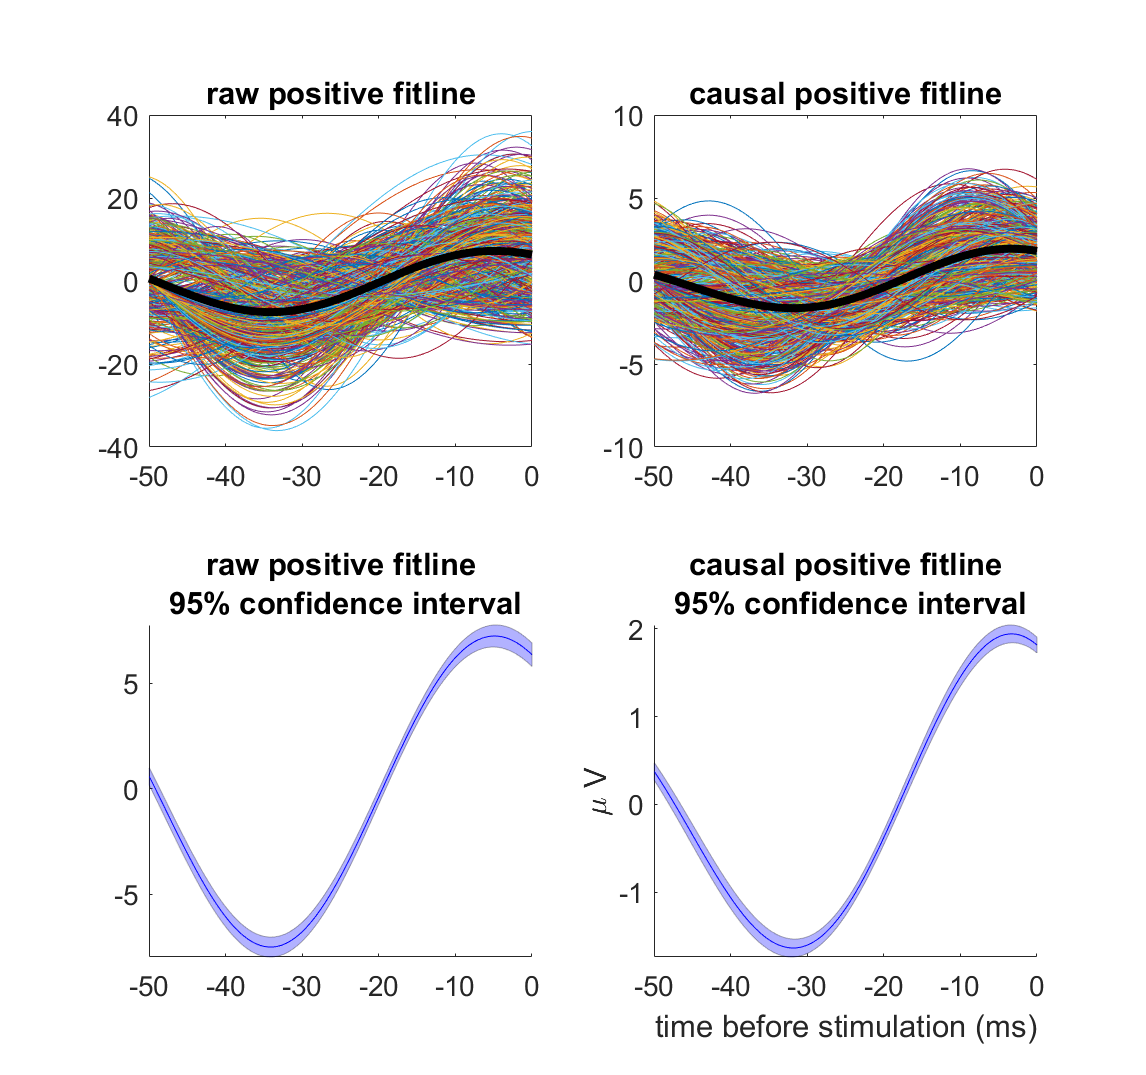 raw positive fitline
40
20
0
-20
-40
-50 -40 -30 -20 -10 0
causal positive fitline
10
5
0
-5
-10
-50 -40 -30 -20 -10 0
raw positive fitline
95% confidence interval
5
0
-5
-50 -40 -30 -20 -10 0
causal positive fitline
95% confidence interval
μ V
2
1
0
-1
-50 -40 -30 -20 -10 0
time before stimulation (ms)